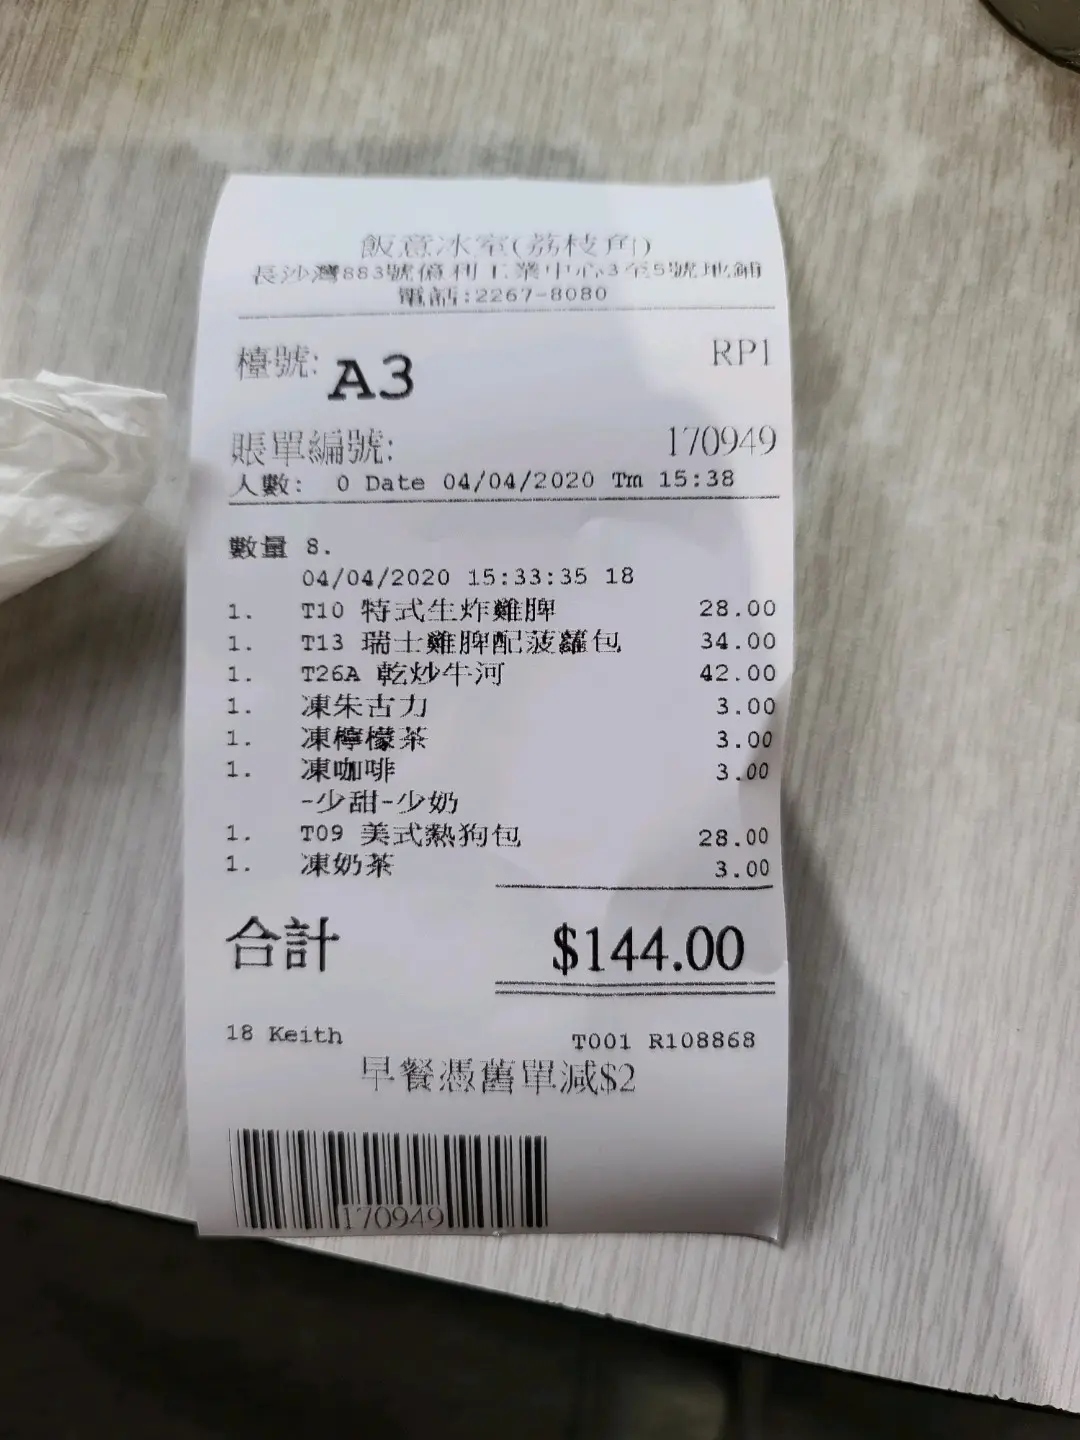 飯意冰室(荔枝角)
長沙灣883號億利工業中心3至5號地鋪
電話:2267-8080
檯號: A3 RP1
賬單編號: 170949
人數: 0 Date 04/04/2020 Tm 15:38
數量 8.
04/04/2020 15:33:35 18
1. T10 特式生炸雞脾 28.00
1. T13 瑞士雞脾配菠蘿包 34.00
1. T26A 乾炒牛河 42.00
1. 凍朱古力 3.00
1. 凍檸檬茶 3.00
1. 凍咖啡 3.00
-少甜-少奶
1. T09 美式熱狗包 28.00
1. 凍奶茶 3.00
合計 $144.00
18 Keith T001 R108868
早餐憑舊單減$2
170949